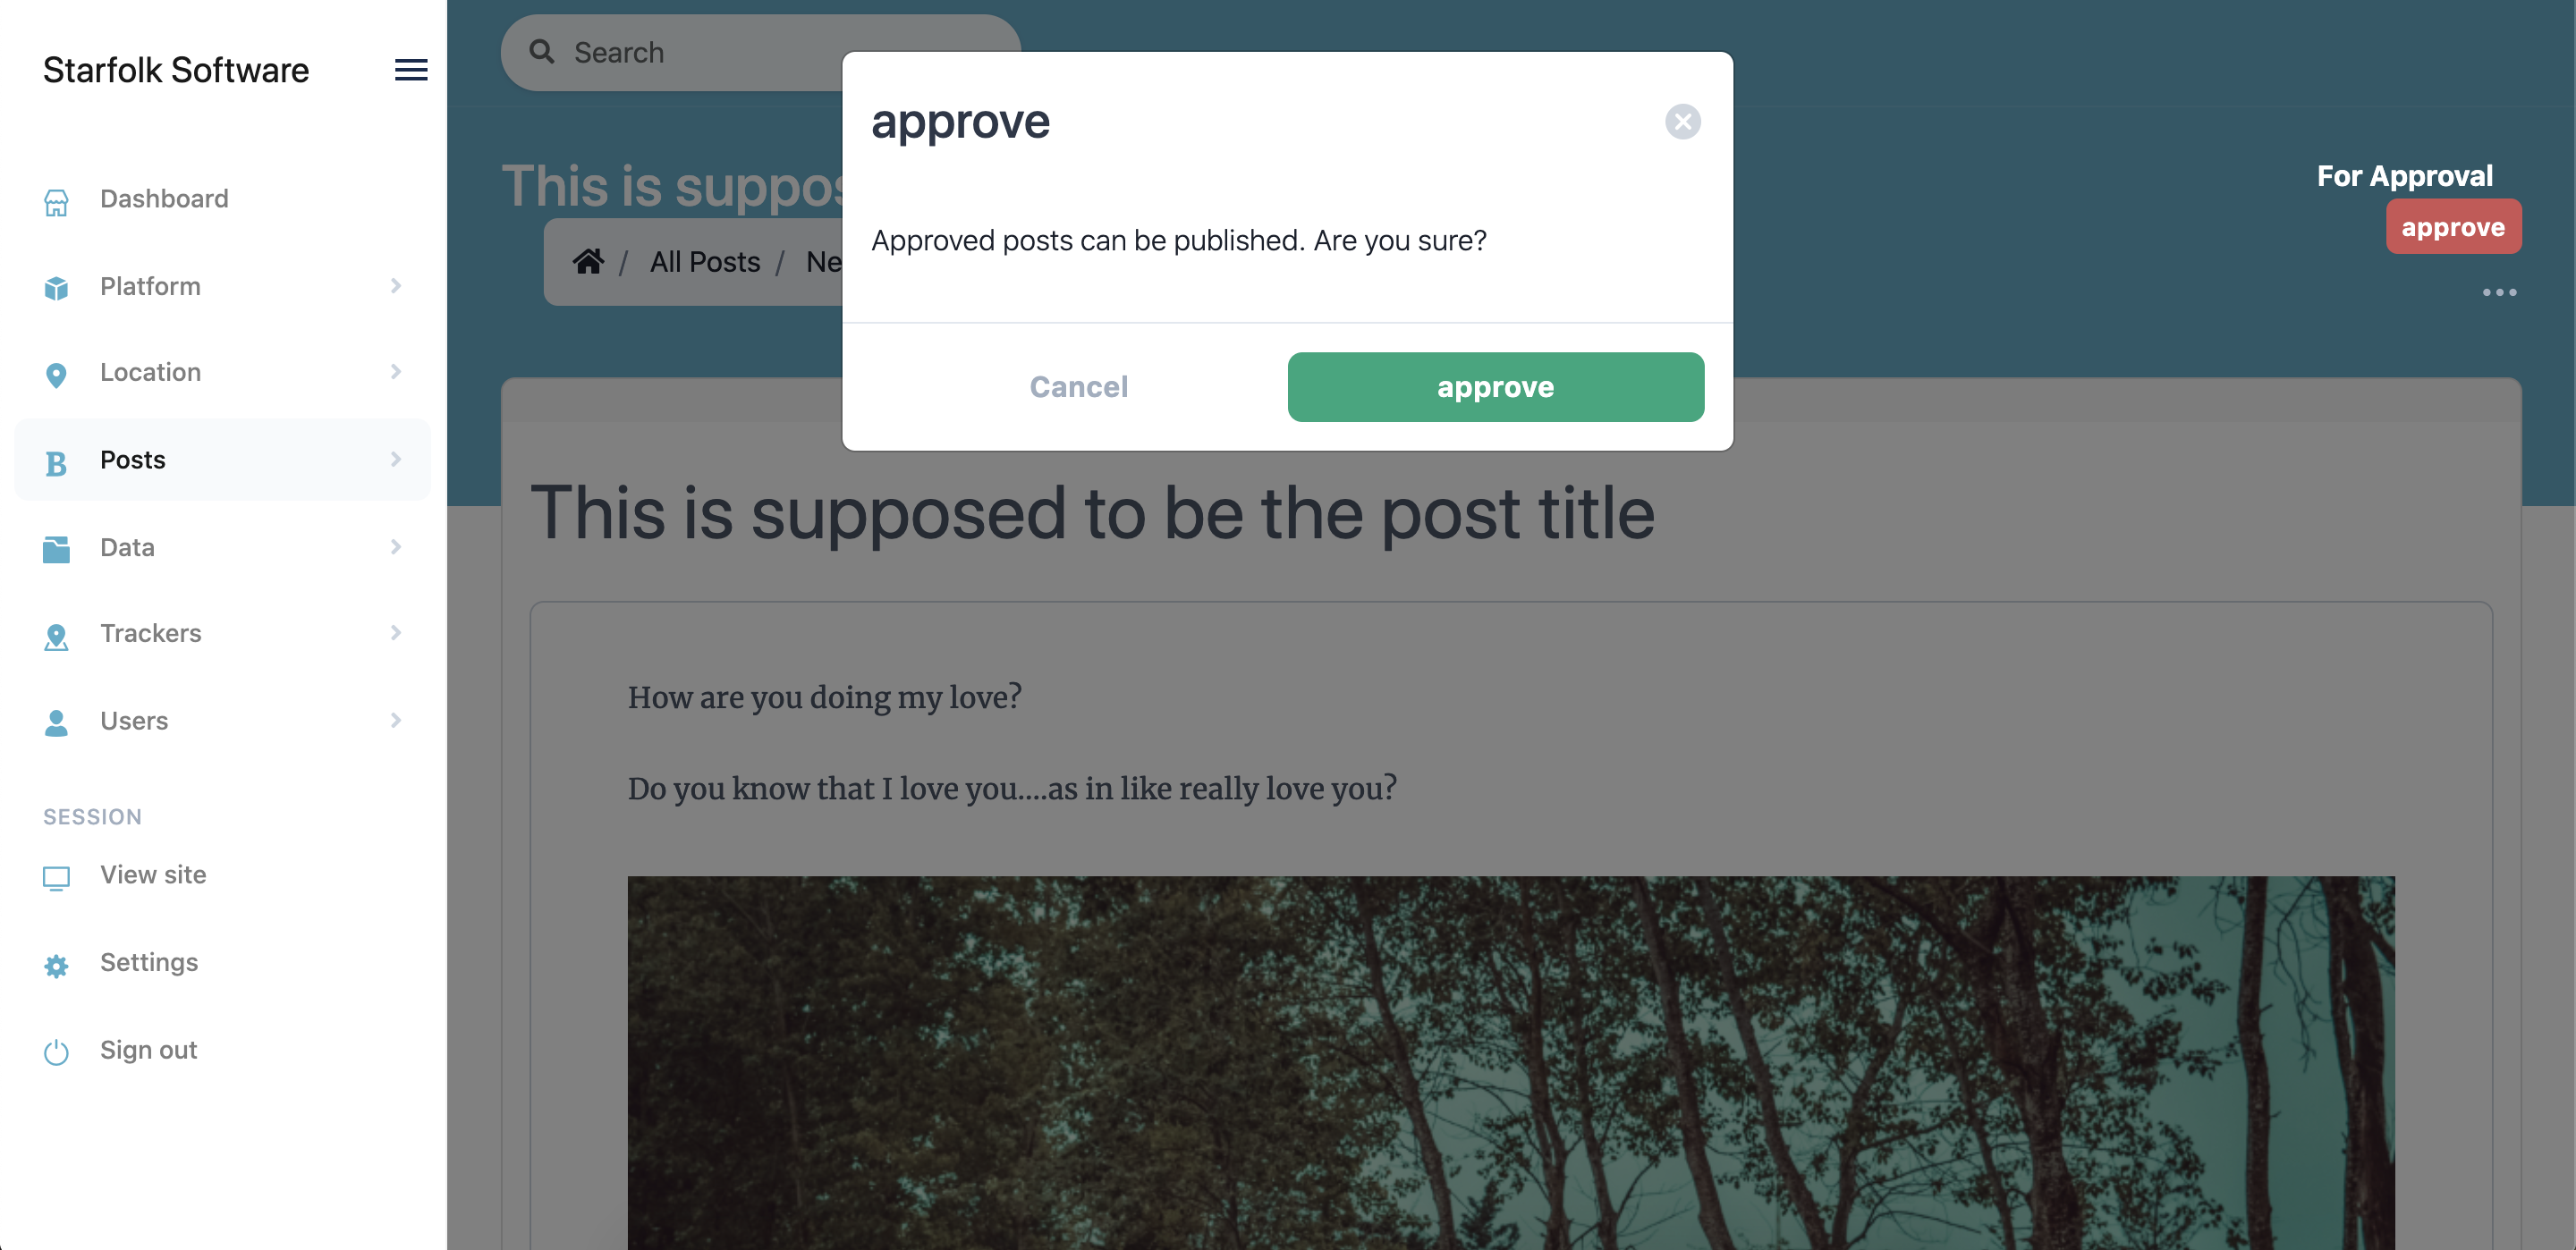 Starfolk Software
Dashboard
Platform
Location
B Posts
Data
Trackers
Users
SESSION
View site
Settings
Sign out
Search
This is
/ All Posts /
For Approval
approve
approve
Approved posts can be published. Are you sure?
Cancel
approve
This is supposed to be the post title
How are you doing my love?
Do you know that I love you....as in like really love you?